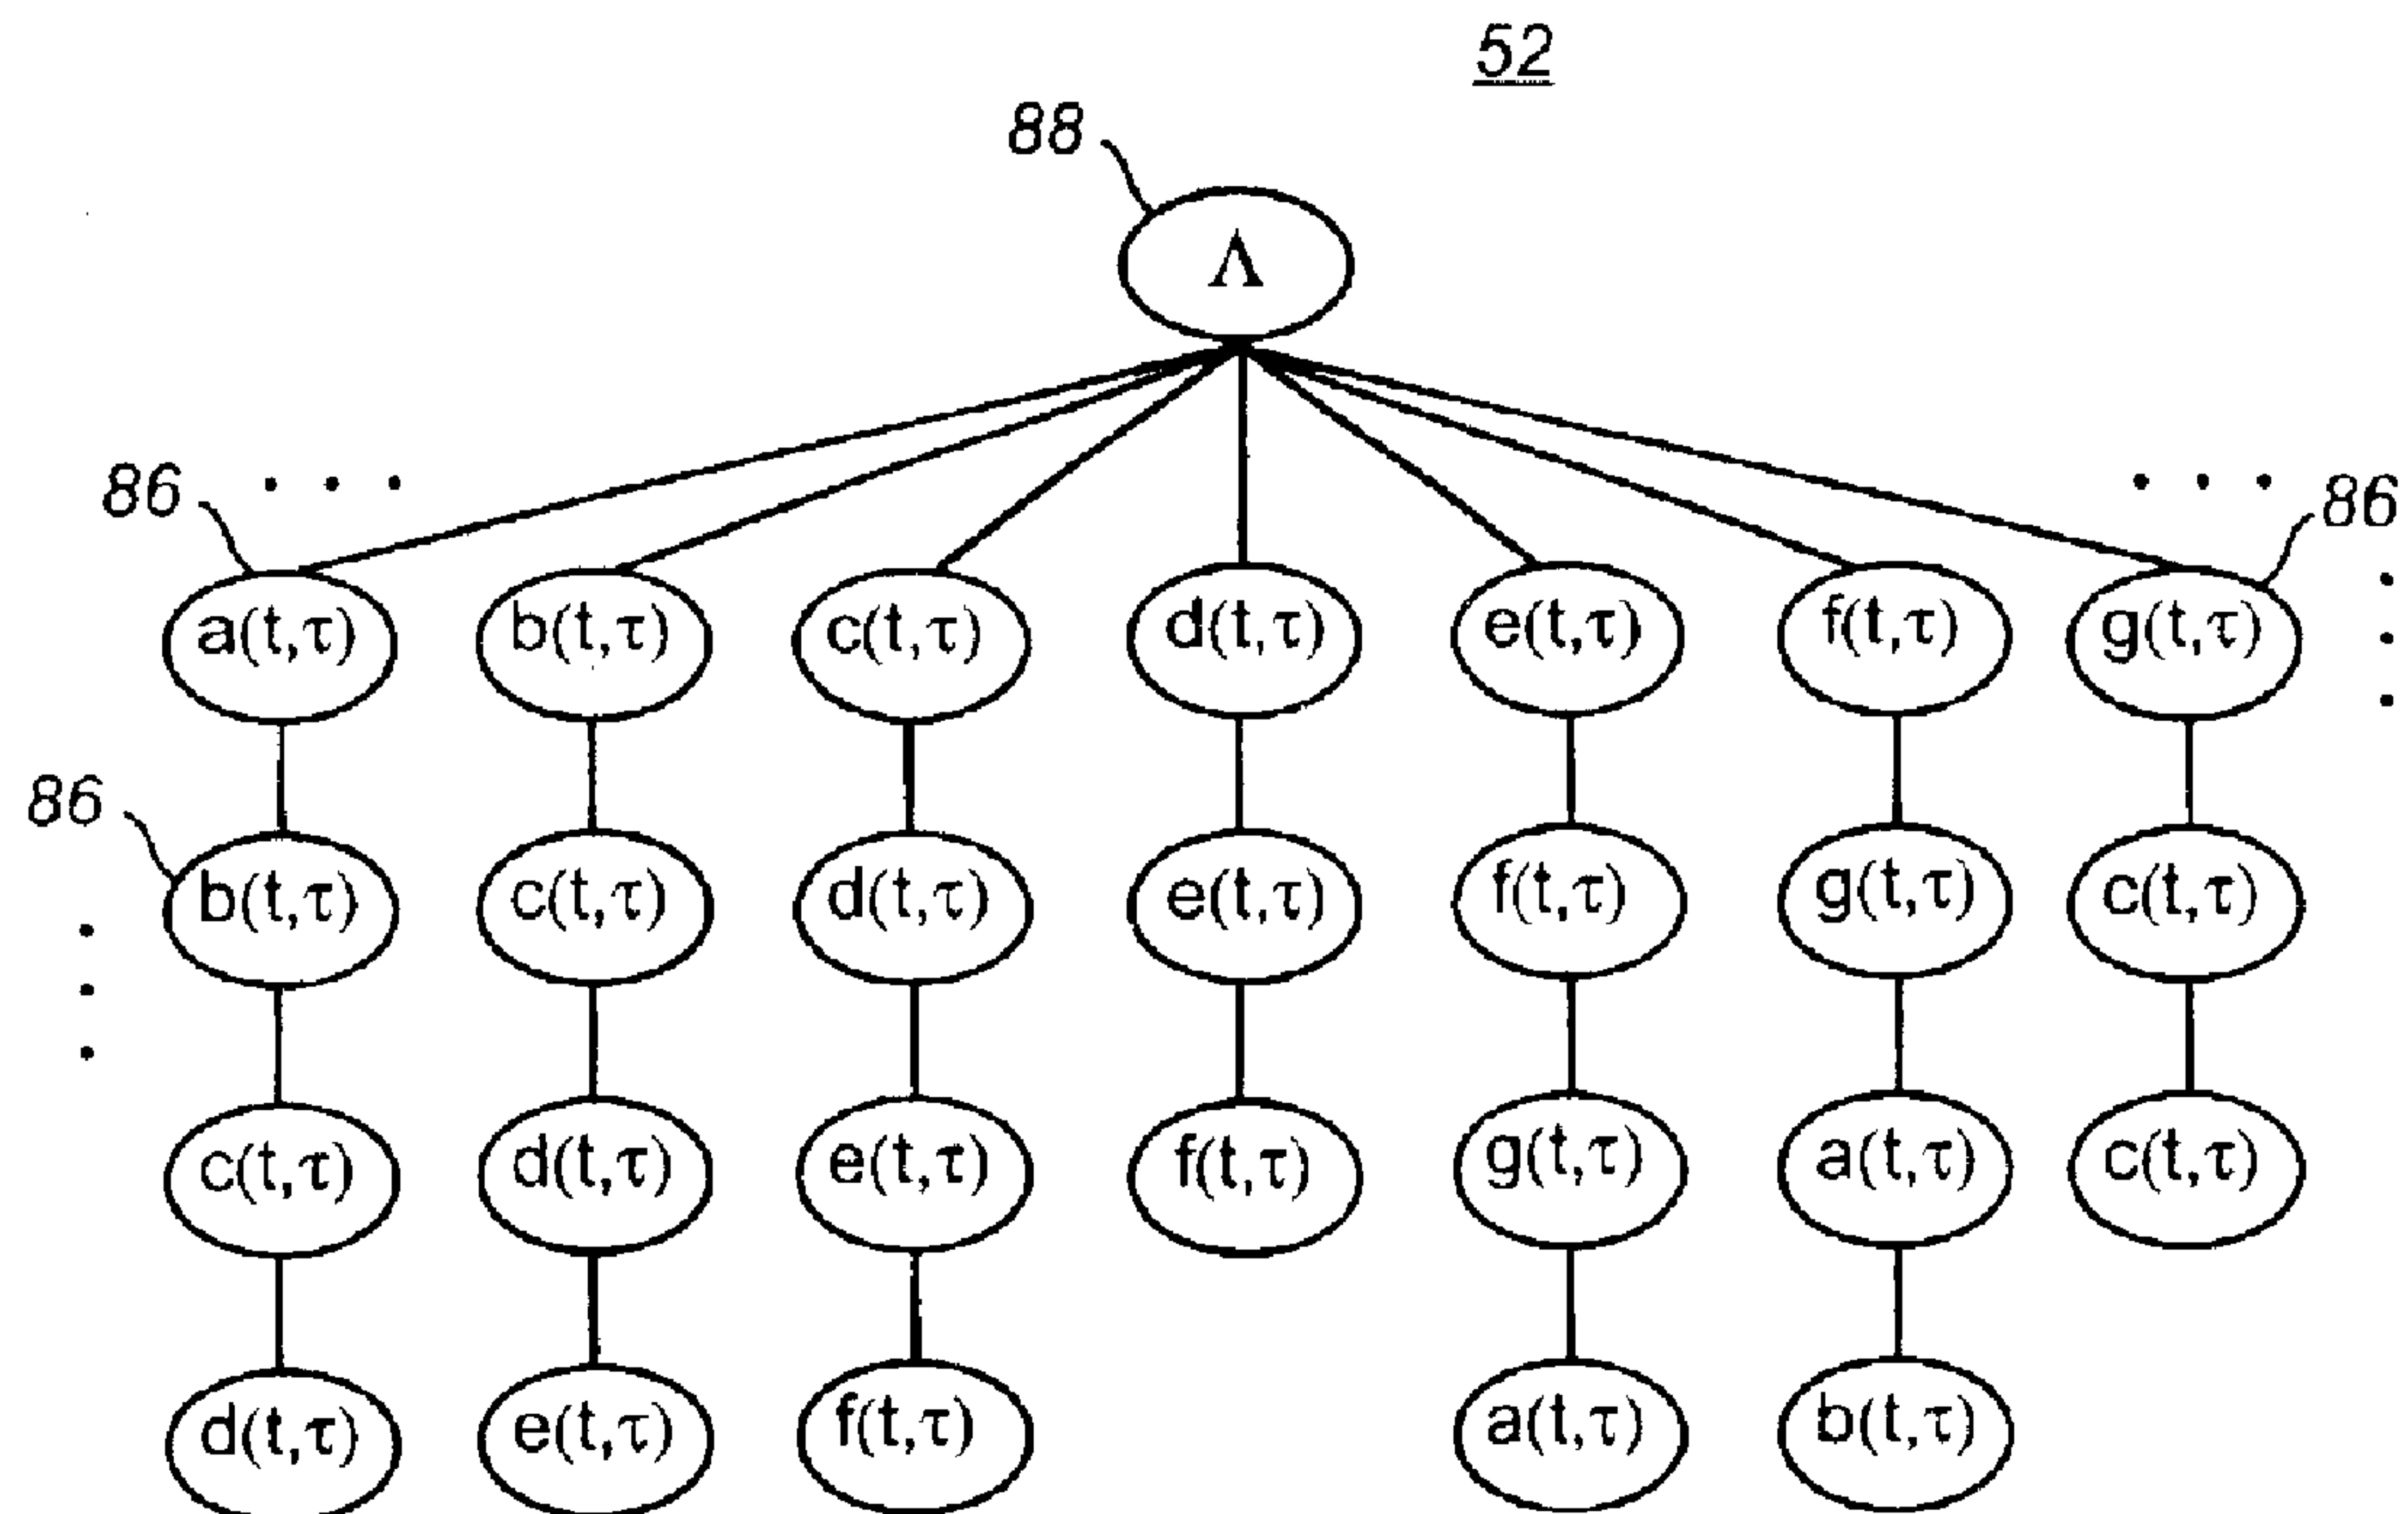 52
88
Λ
86 . . . . . . 86
a(t,τ) b(t,τ) c(t,τ) d(t,τ) e(t,τ) f(t,τ) g(t,τ)
86
b(t,τ) c(t,τ) d(t,τ) e(t,τ) f(t,τ) g(t,τ) c(t,τ)
c(t,τ) d(t,τ) e(t,τ) f(t,τ) g(t,τ) a(t,τ) c(t,τ)
d(t,τ) e(t,τ) f(t,τ) a(t,τ) b(t,τ)